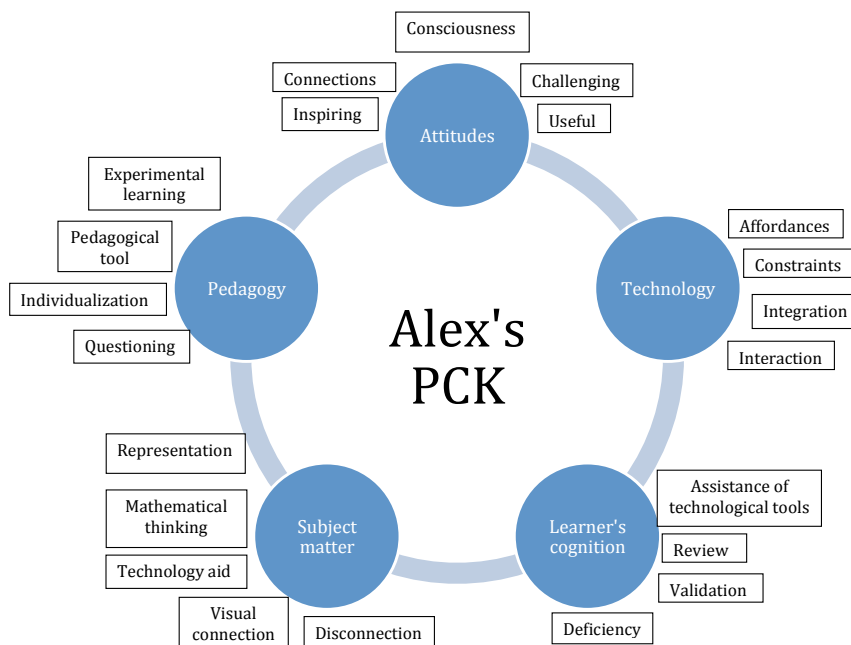 Consciousness
Connections
Challenging
Inspiring
Useful
Attitudes
Experimental
learning
Pedagogical
tool
Individualization
Questioning
Pedagogy
Affordances
Constraints
Integration
Interaction
Technology
Alex's
PCK
Representation
Mathematical
thinking
Technology aid
Visual
connection
Disconnection
Subject
matter
Learner's
cognition
Assistance of
technological tools
Review
Validation
Deficiency